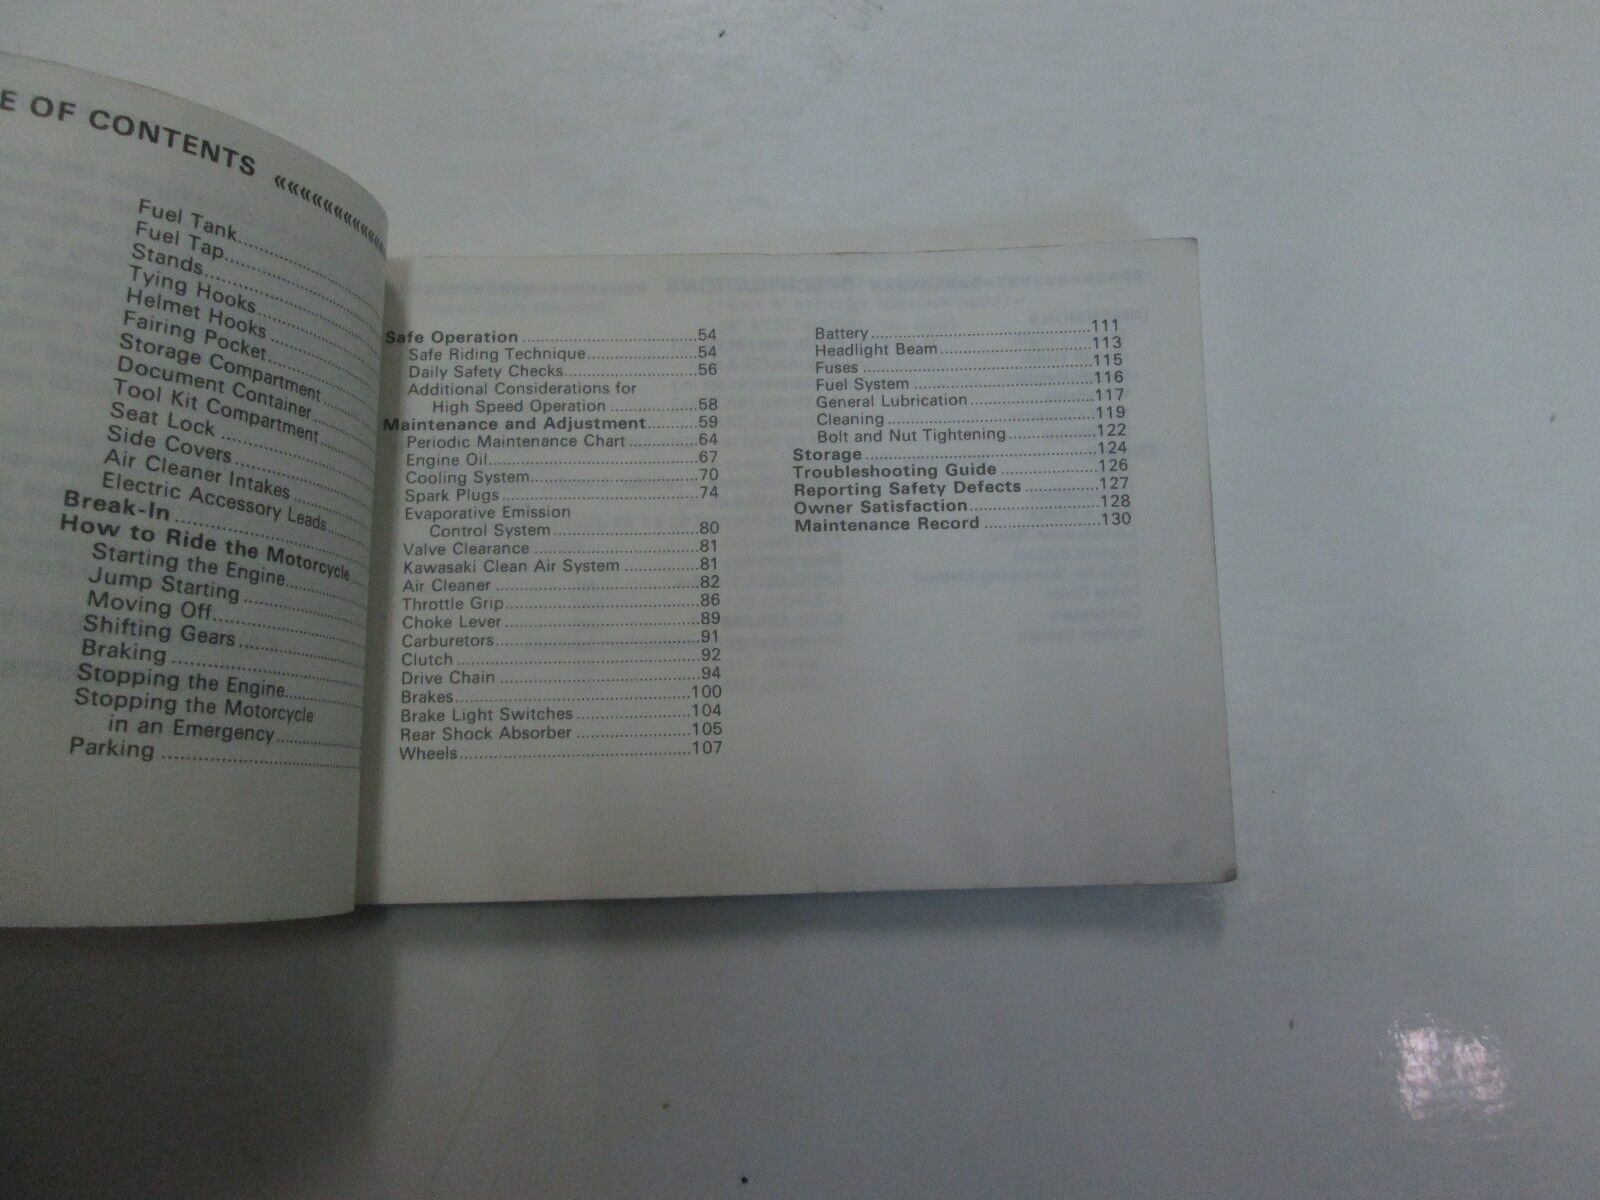 E OF CONTENTS «««««««««
Fuel Tank
Fuel Tap
Stands
Tying Hooks
Helmet Hooks
Fairing Pocket
Storage Compartment
Document Container
Tool Kit Compartment
Seat Lock
Side Covers
Air Cleaner Intakes
Electric Accessory Leads
Break-In
How to Ride the Motorcycle
Starting the Engine
Jump Starting
Moving Off
Shifting Gears
Braking
Stopping the Engine
Stopping the Motorcycle
in an Emergency
Parking
Safe Operation 54
Safe Riding Technique 54
Daily Safety Checks 56
Additional Considerations for
High Speed Operation 58
Maintenance and Adjustment 59
Periodic Maintenance Chart 64
Engine Oil 67
Cooling System 70
Spark Plugs 74
Evaporative Emission
Control System 80
Valve Clearance 81
Kawasaki Clean Air System 81
Air Cleaner 82
Throttle Grip 86
Choke Lever 89
Carburetors 91
Clutch 92
Drive Chain 94
Brakes 100
Brake Light Switches 104
Rear Shock Absorber 105
Wheels 107
Battery 111
Headlight Beam 113
Fuses 115
Fuel System 116
General Lubrication 117
Cleaning 119
Bolt and Nut Tightening 122
Storage 124
Troubleshooting Guide 126
Reporting Safety Defects 127
Owner Satisfaction 128
Maintenance Record 130